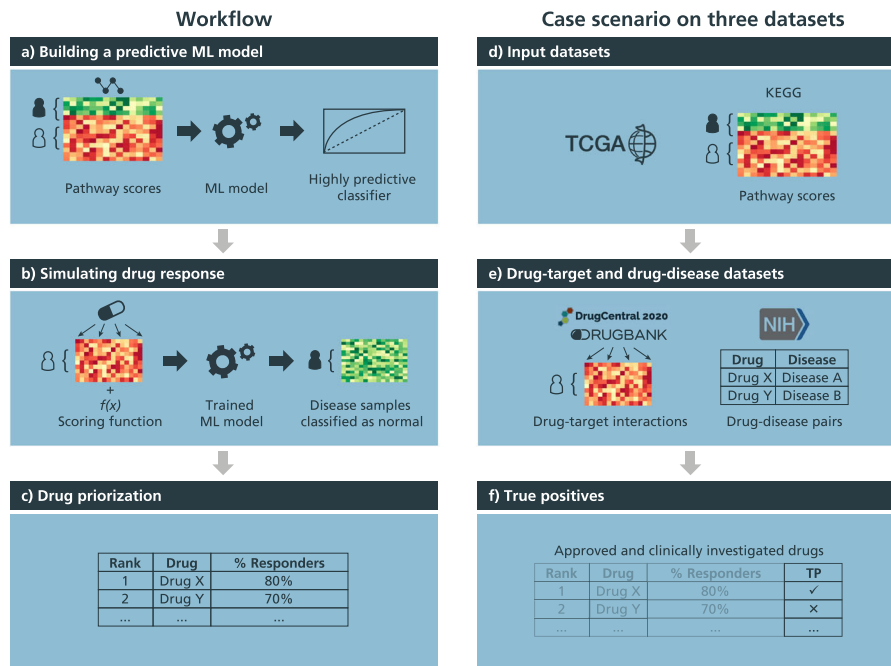 Workflow
a) Building a predictive ML model
Pathway scores
ML model
Highly predictive
classifier
b) Simulating drug response
+
f(x)
Scoring function
Trained
ML model
Disease samples
classified as normal
c) Drug priorization
Rank Drug % Responders
1 Drug X 80%
2 Drug Y 70%
... ... ...
Case scenario on three datasets
d) Input datasets
TCGA
KEGG
Pathway scores
e) Drug-target and drug-disease datasets
DrugCentral 2020
DRUGBANK
Drug-target interactions
NIH
Drug Disease
Drug X Disease A
Drug Y Disease B
Drug-disease pairs
f) True positives
Approved and clinically investigated drugs
Rank Drug % Responders TP
1 Drug X 80% ✓
2 Drug Y 70% ✕
... ... ... ...